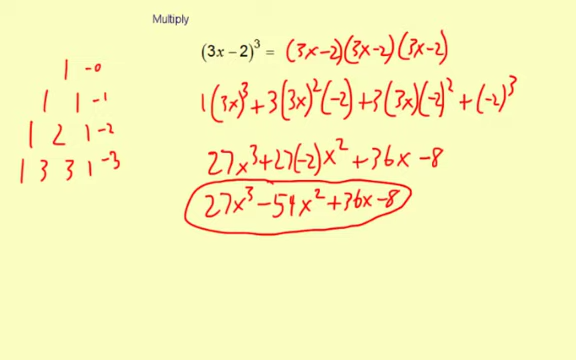 Multiply
(3x − 2)³ = (3x-2)(3x-2)(3x-2)
1(3x)³ + 3(3x)²(-2) + 3(3x)(-2)² + (-2)³
27x³ + 27(-2)x² + 36x - 8
27x³ - 54x² + 36x - 8
1 -0
1 1 -1
1 2 1 -2
1 3 3 1 -3